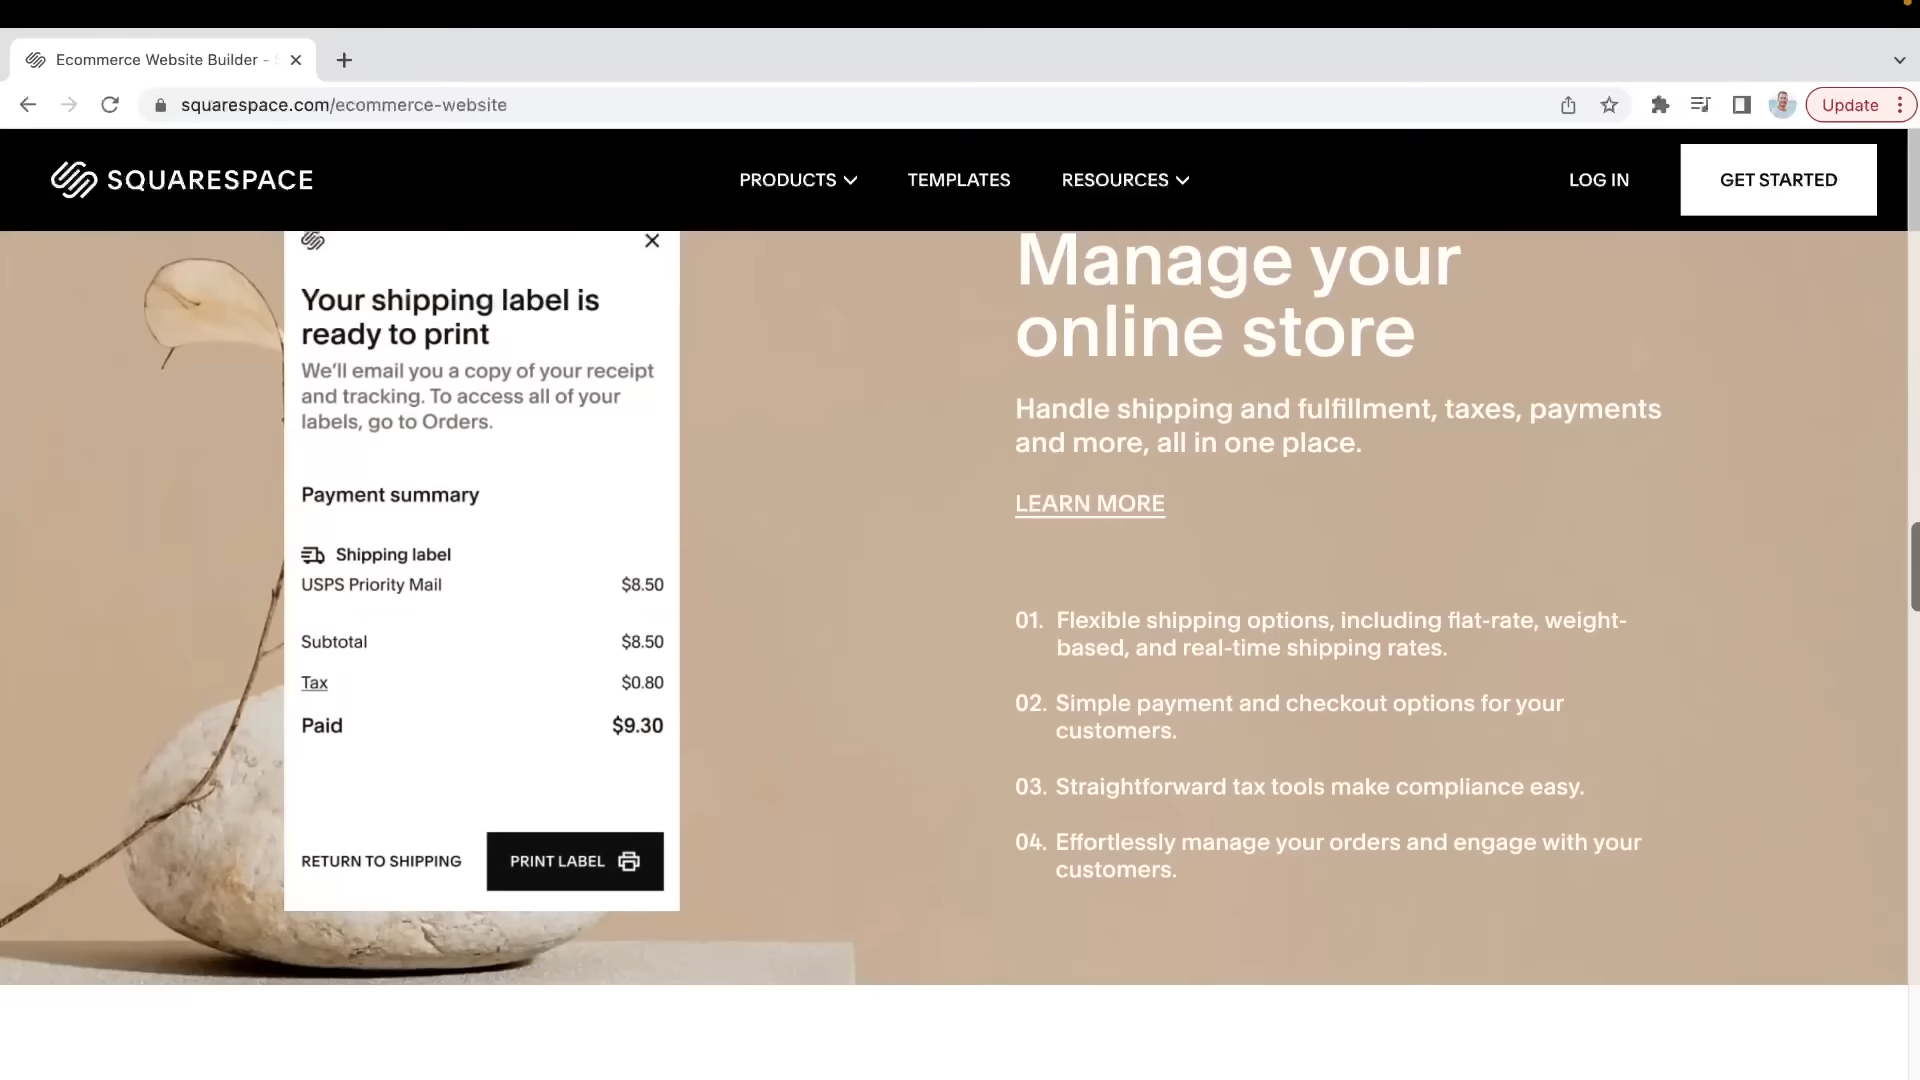 Ecommerce Website Builder -
squarespace.com/ecommerce-website
Update
SQUARESPACE
PRODUCTS
TEMPLATES
RESOURCES
LOG IN
GET STARTED
Your shipping label is
ready to print
We'll email you a copy of your receipt
and tracking. To access all of your
labels, go to Orders.
Payment summary
Shipping label
USPS Priority Mail $8.50
Subtotal $8.50
Tax $0.80
Paid $9.30
RETURN TO SHIPPING
PRINT LABEL
Manage your
online store
Handle shipping and fulfillment, taxes, payments
and more, all in one place.
LEARN MORE
01. Flexible shipping options, including flat-rate, weight-
based, and real-time shipping rates.
02. Simple payment and checkout options for your
customers.
03. Straightforward tax tools make compliance easy.
04. Effortlessly manage your orders and engage with your
customers.